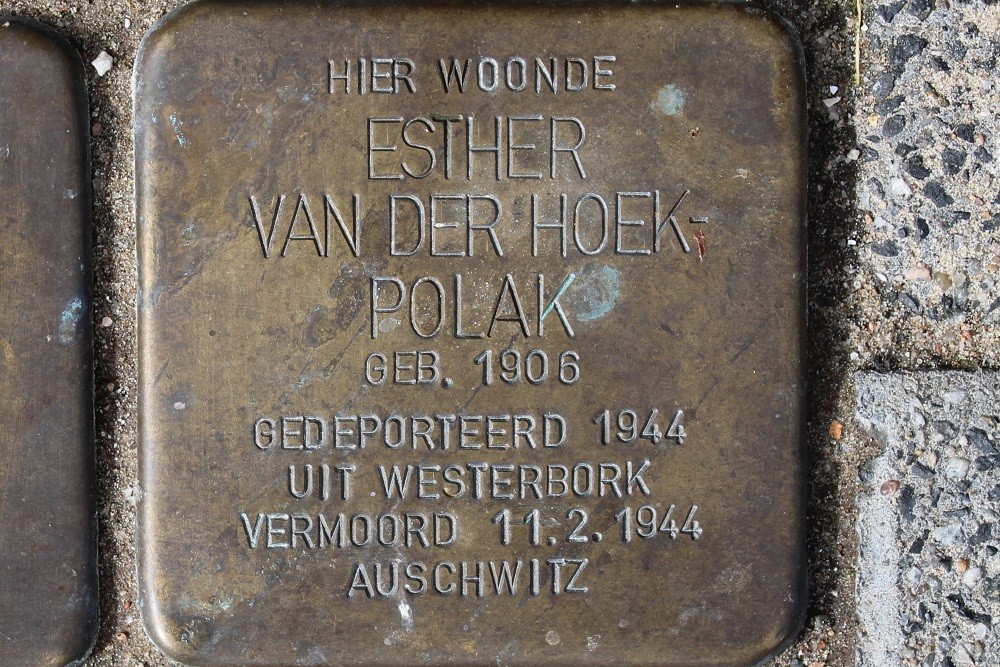 HIER WOONDE
ESTHER
VAN DER HOEK-
POLAK
GEB. 1906
GEDEPORTEERD 1944
UIT WESTERBORK
VERMOORD 11.2.1944
AUSCHWITZ